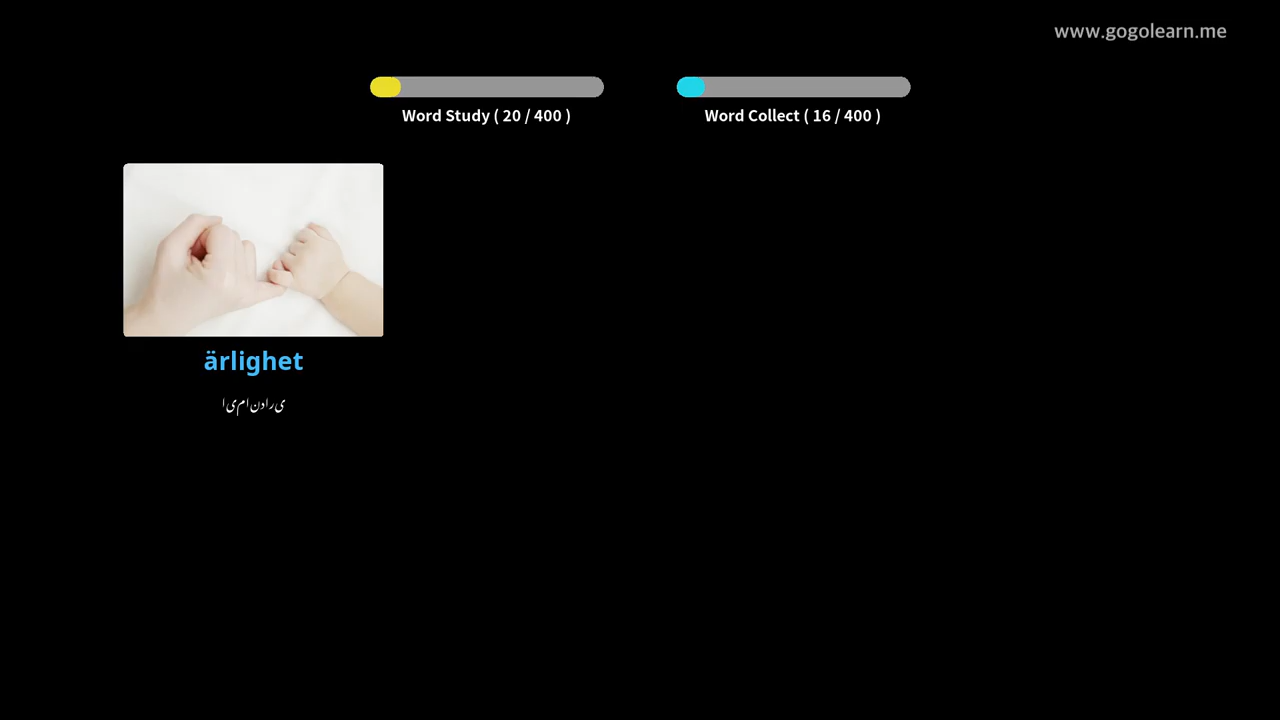 www.gogolearn.me
Word Study ( 20 / 400 )
Word Collect ( 16 / 400 )
ärlighet
ایمانداری